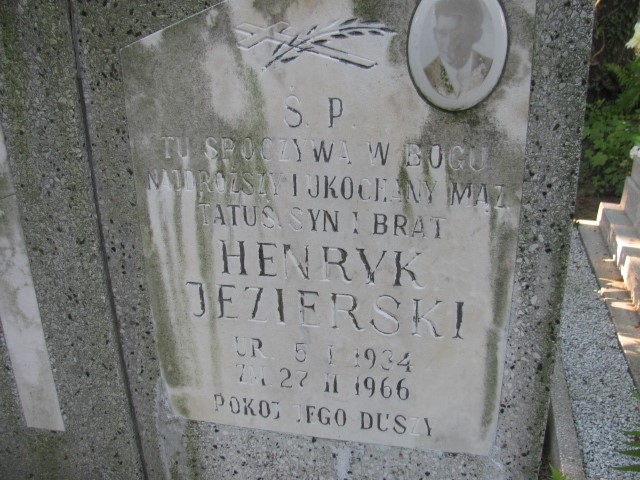 Ś. P.
TU SPOCZYWA W BOGU
NAJDROŻSZY I UKOCHANY MĄŻ
TATUŚ SYN I BRAT
HENRYK
JEZIERSKI
UR. 5 I 1934
ZM 27 II 1966
POKÓJ JEGO DUSZY